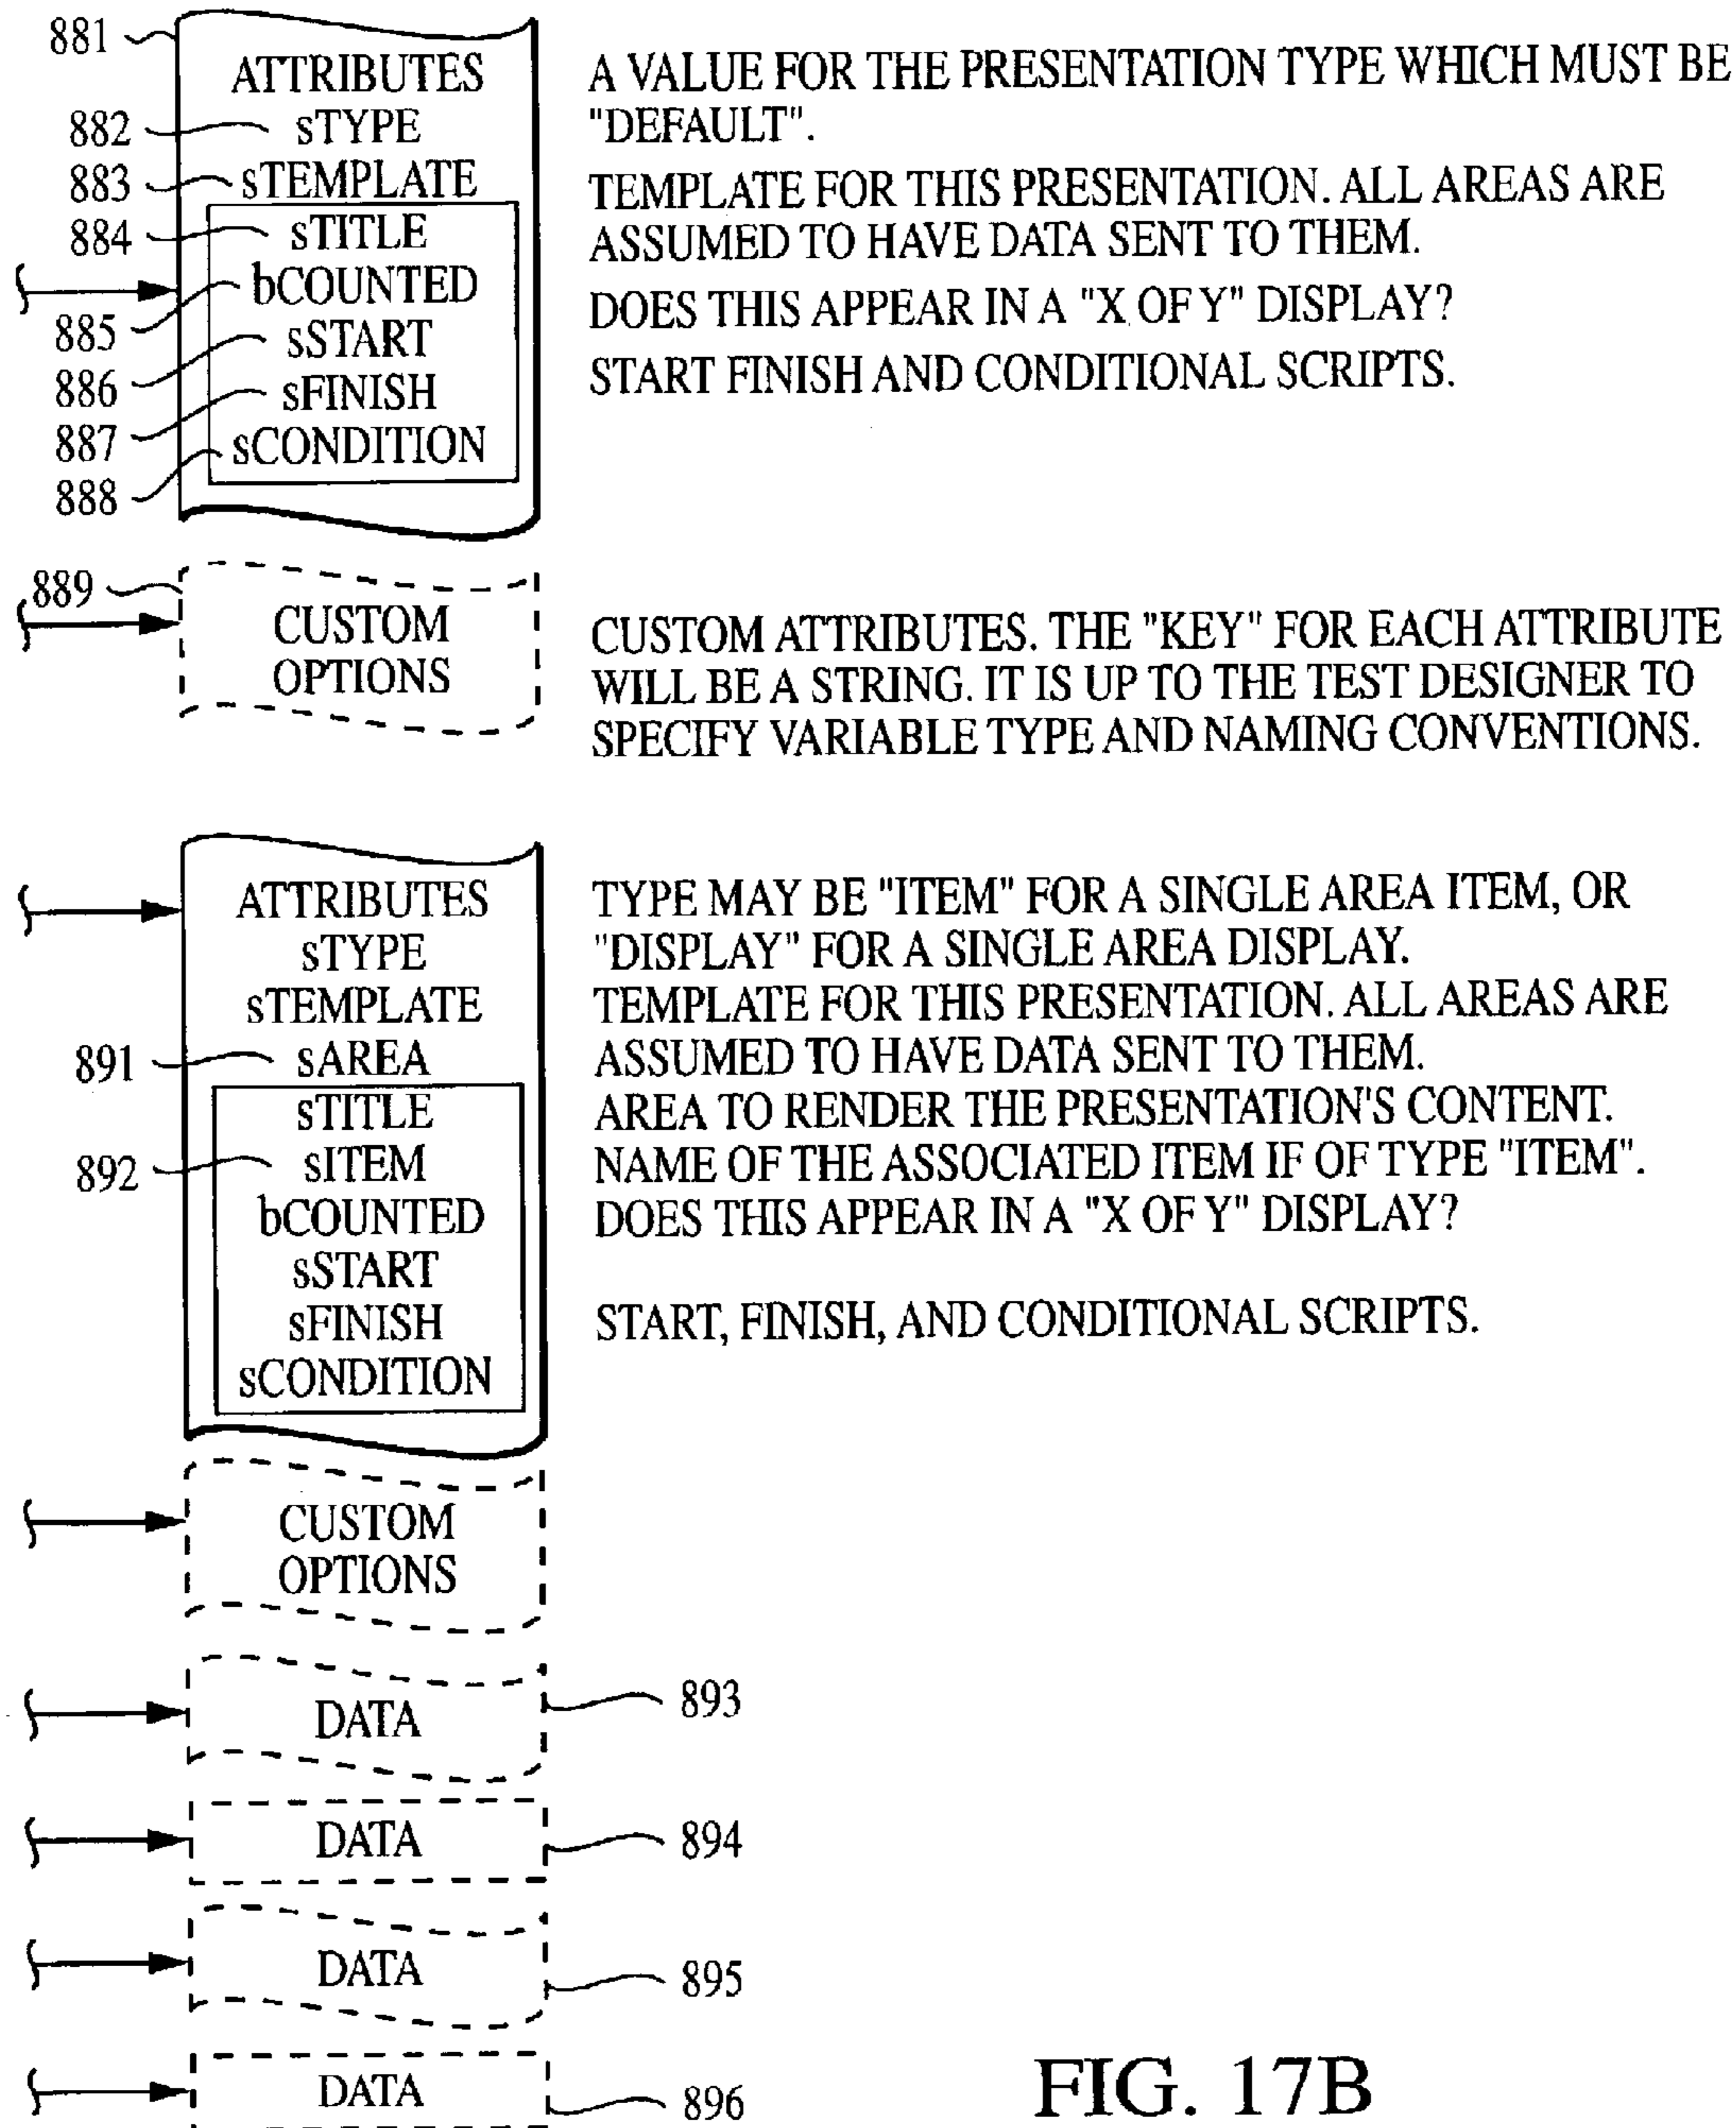 881
ATTRIBUTES
A VALUE FOR THE PRESENTATION TYPE WHICH MUST BE
882 sTYPE
"DEFAULT".
883 sTEMPLATE
TEMPLATE FOR THIS PRESENTATION. ALL AREAS ARE
884 sTITLE
ASSUMED TO HAVE DATA SENT TO THEM.
885 bCOUNTED
DOES THIS APPEAR IN A "X OF Y" DISPLAY?
886 sSTART
START FINISH AND CONDITIONAL SCRIPTS.
887 sFINISH
888 sCONDITION
889
CUSTOM
OPTIONS
CUSTOM ATTRIBUTES. THE "KEY" FOR EACH ATTRIBUTE
WILL BE A STRING. IT IS UP TO THE TEST DESIGNER TO
SPECIFY VARIABLE TYPE AND NAMING CONVENTIONS.
ATTRIBUTES
TYPE MAY BE "ITEM" FOR A SINGLE AREA ITEM, OR
sTYPE
"DISPLAY" FOR A SINGLE AREA DISPLAY.
sTEMPLATE
TEMPLATE FOR THIS PRESENTATION. ALL AREAS ARE
891 sAREA
ASSUMED TO HAVE DATA SENT TO THEM.
sTITLE
AREA TO RENDER THE PRESENTATION'S CONTENT.
892 sITEM
NAME OF THE ASSOCIATED ITEM IF OF TYPE "ITEM".
bCOUNTED
DOES THIS APPEAR IN A "X OF Y" DISPLAY?
sSTART
sFINISH
START, FINISH, AND CONDITIONAL SCRIPTS.
sCONDITION
CUSTOM
OPTIONS
DATA 893
DATA 894
DATA 895
DATA 896
FIG. 17B